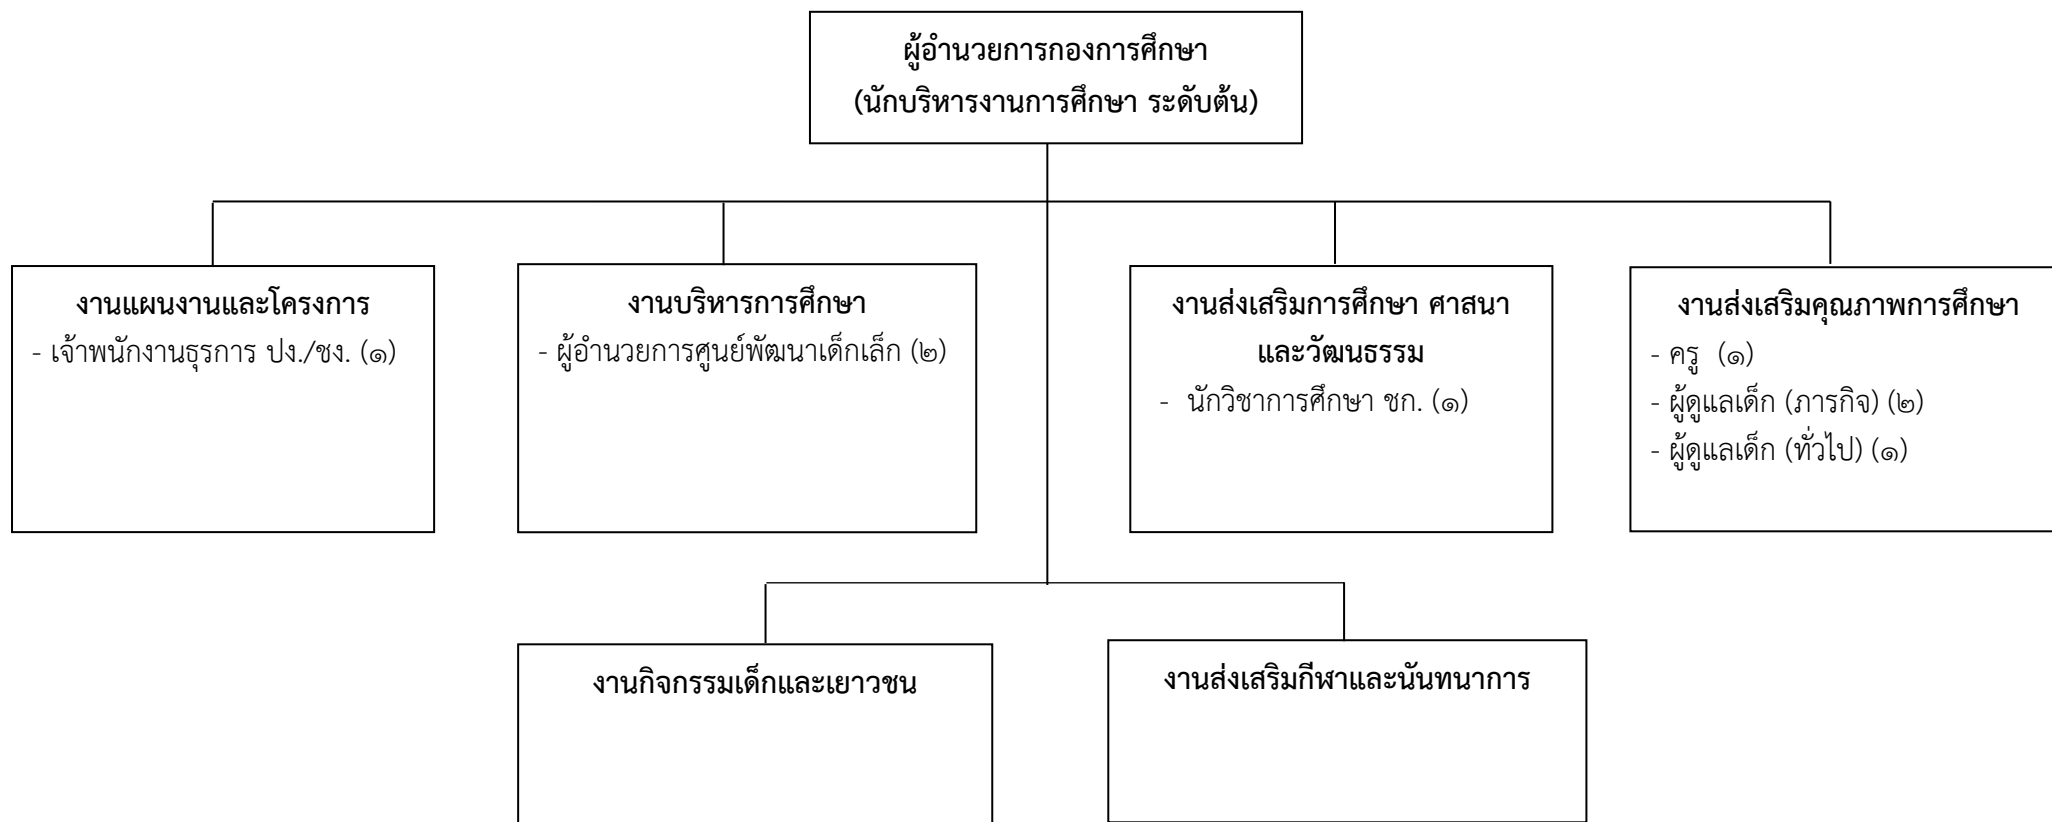 ผู้อำนวยการกองการศึกษา
(นักบริหารงานการศึกษา ระดับต้น)
งานแผนงานและโครงการ
- เจ้าพนักงานธุรการ ปง./ชง. (๑)
งานบริหารการศึกษา
- ผู้อำนวยการศูนย์พัฒนาเด็กเล็ก (๒)
งานส่งเสริมการศึกษา ศาสนา
และวัฒนธรรม
- นักวิชาการศึกษา ชก. (๑)
งานส่งเสริมคุณภาพการศึกษา
- ครู (๑)
- ผู้ดูแลเด็ก (ภารกิจ) (๒)
- ผู้ดูแลเด็ก (ทั่วไป) (๑)
งานกิจกรรมเด็กและเยาวชน
งานส่งเสริมกีฬาและนันทนาการ